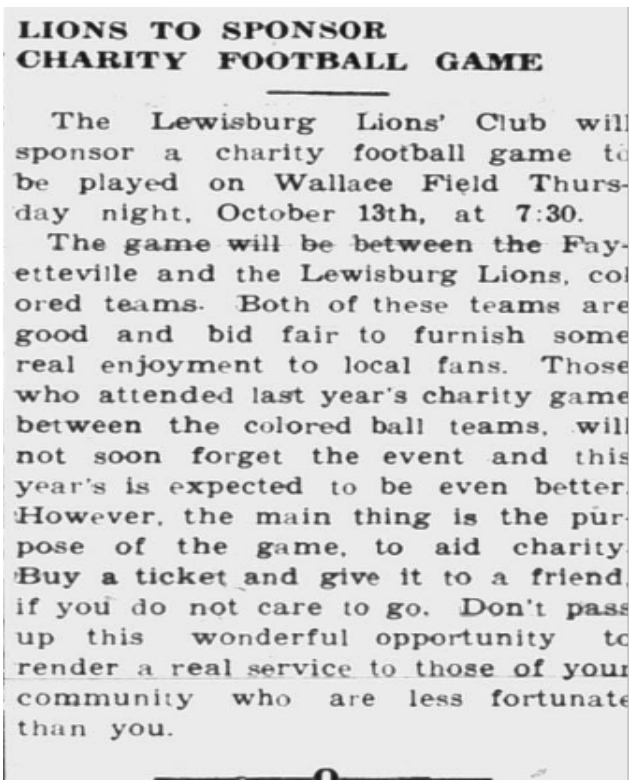 LIONS TO SPONSOR
CHARITY FOOTBALL GAME
The Lewisburg Lions' Club will
sponsor a charity football game to
be played on Wallace Field Thurs-
day night, October 13th, at 7:30.
The game will be between the Fay-
etteville and the Lewisburg Lions, col
ored teams. Both of these teams are
good and bid fair to furnish some
real enjoyment to local fans. Those
who attended last year's charity game
between the colored ball teams, will
not soon forget the event and this
year's is expected to be even better.
However, the main thing is the pur-
pose of the game, to aid charity.
Buy a ticket and give it to a friend,
if you do not care to go. Don't pass
up this wonderful opportunity to
render a real service to those of your
community who are less fortunate
than you.